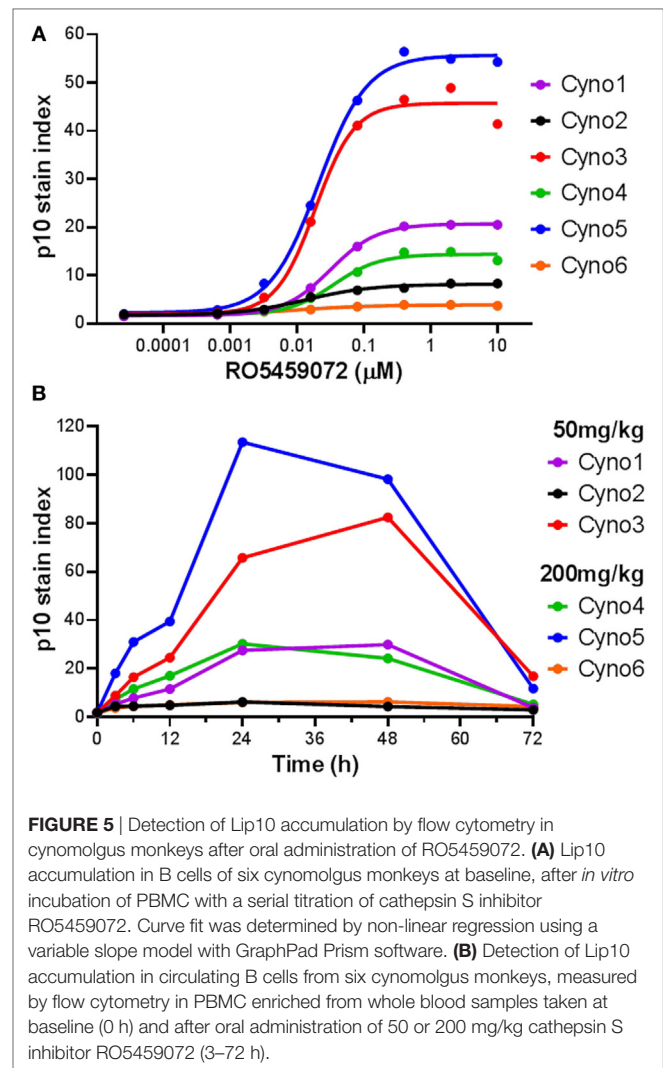 A
60
50
40
30
20
10
0
p10 stain index
0.0001
0.001
0.01
0.1
1
10
RO5459072 (µM)
Cyno1
Cyno2
Cyno3
Cyno4
Cyno5
Cyno6
B
120
100
80
60
40
20
0
p10 stain index
0
12
24
36
48
60
72
Time (h)
50mg/kg
Cyno1
Cyno2
Cyno3
200mg/kg
Cyno4
Cyno5
Cyno6
FIGURE 5 | Detection of Lip10 accumulation by flow cytometry in
cynomolgus monkeys after oral administration of RO5459072. (A) Lip10
accumulation in B cells of six cynomolgus monkeys at baseline, after in vitro
incubation of PBMC with a serial titration of cathepsin S inhibitor
RO5459072. Curve fit was determined by non-linear regression using a
variable slope model with GraphPad Prism software. (B) Detection of Lip10
accumulation in circulating B cells from six cynomolgus monkeys, measured
by flow cytometry in PBMC enriched from whole blood samples taken at
baseline (0 h) and after oral administration of 50 or 200 mg/kg cathepsin S
inhibitor RO5459072 (3–72 h).